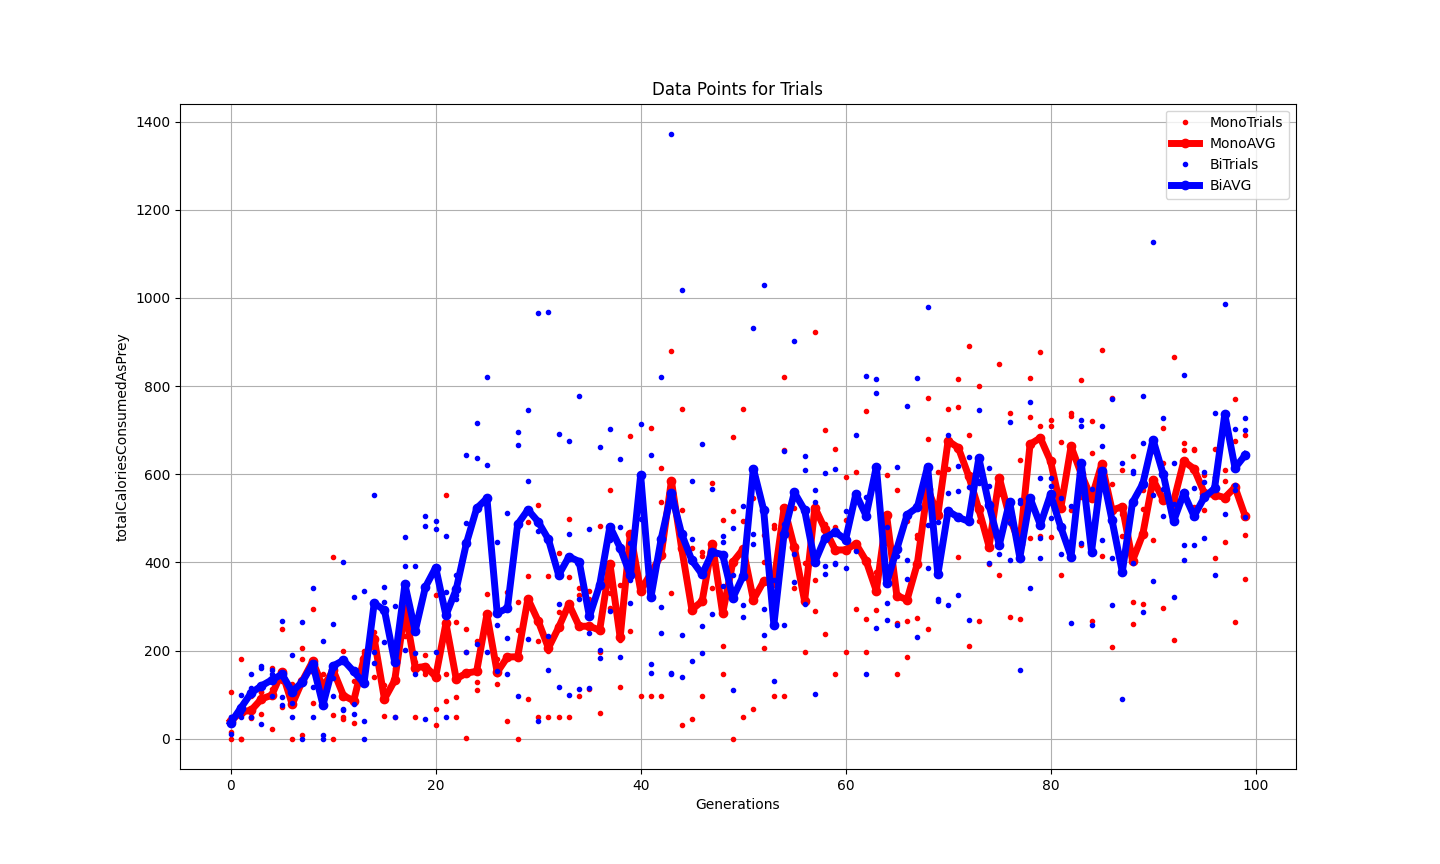 Data Points for Trials
MonoTrials
MonoAVG
BiTrials
BiAVG
totalCaloriesConsumedAsPrey
1400
1200
1000
800
600
400
200
0
0 20 40 60 80 100
Generations